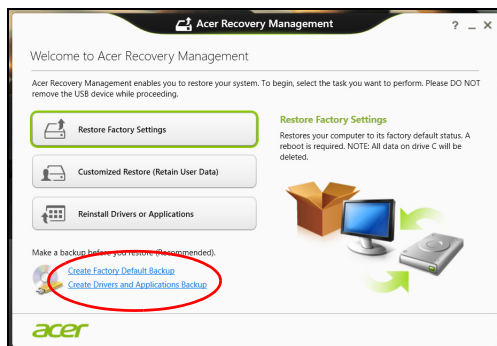 Acer Recovery Management
? _ X
Welcome to Acer Recovery Management
Acer Recovery Management enables you to restore your system. To begin, select the task you want to perform. Please DO NOT
remove the USB device while proceeding.
Restore Factory Settings
Customized Restore (Retain User Data)
Reinstall Drivers or Applications
Restore Factory Settings
Restores your computer to its factory default status. A
reboot is required. NOTE: All data on drive C will be
deleted.
Make a backup before you restore (Recommended).
Create Factory Default Backup
Create Drivers and Applications Backup
acer